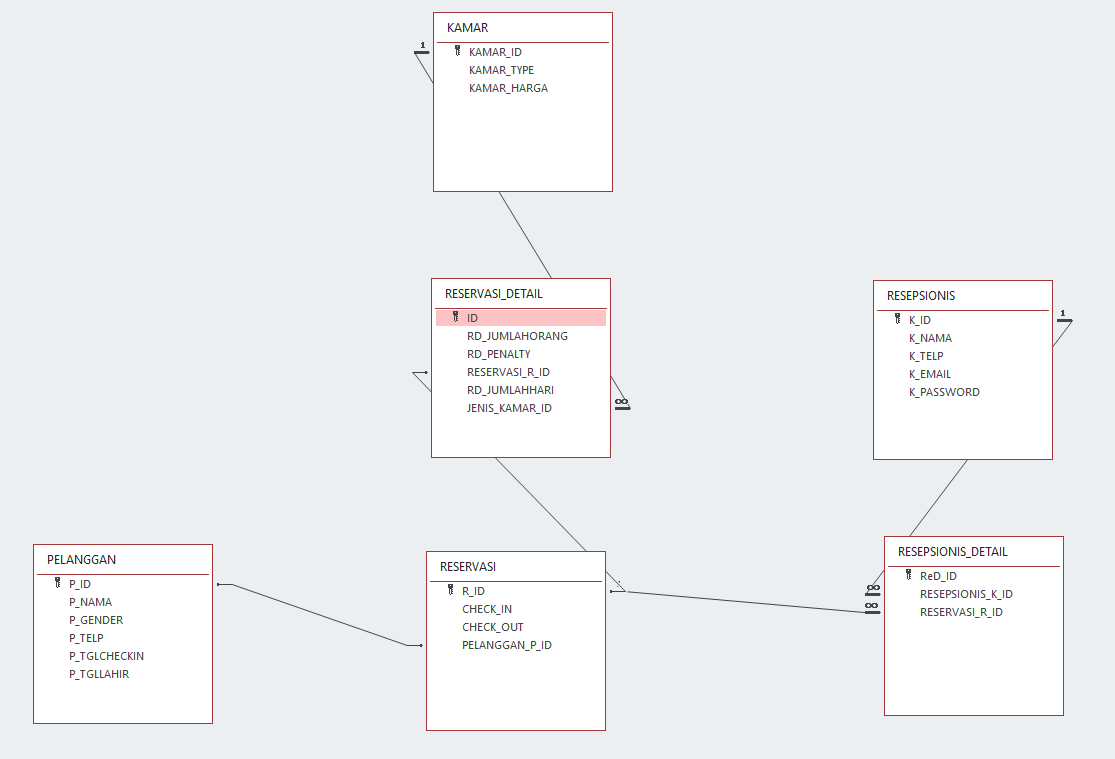 KAMAR
1
KAMAR_ID
KAMAR_TYPE
KAMAR_HARGA
RESERVASI_DETAIL
ID
RD_JUMLAHORANG
RD_PENALTY
RESERVASI_R_ID
RD_JUMLAHHARI
JENIS_KAMAR_ID
∞
RESEPSIONIS
1
K_ID
K_NAMA
K_TELP
K_EMAIL
K_PASSWORD
PELANGGAN
P_ID
P_NAMA
P_GENDER
P_TELP
P_TGLCHECKIN
P_TGLLAHIR
RESERVASI
R_ID
CHECK_IN
CHECK_OUT
PELANGGAN_P_ID
RESEPSIONIS_DETAIL
ReD_ID
∞
RESEPSIONIS_K_ID
∞
RESERVASI_R_ID